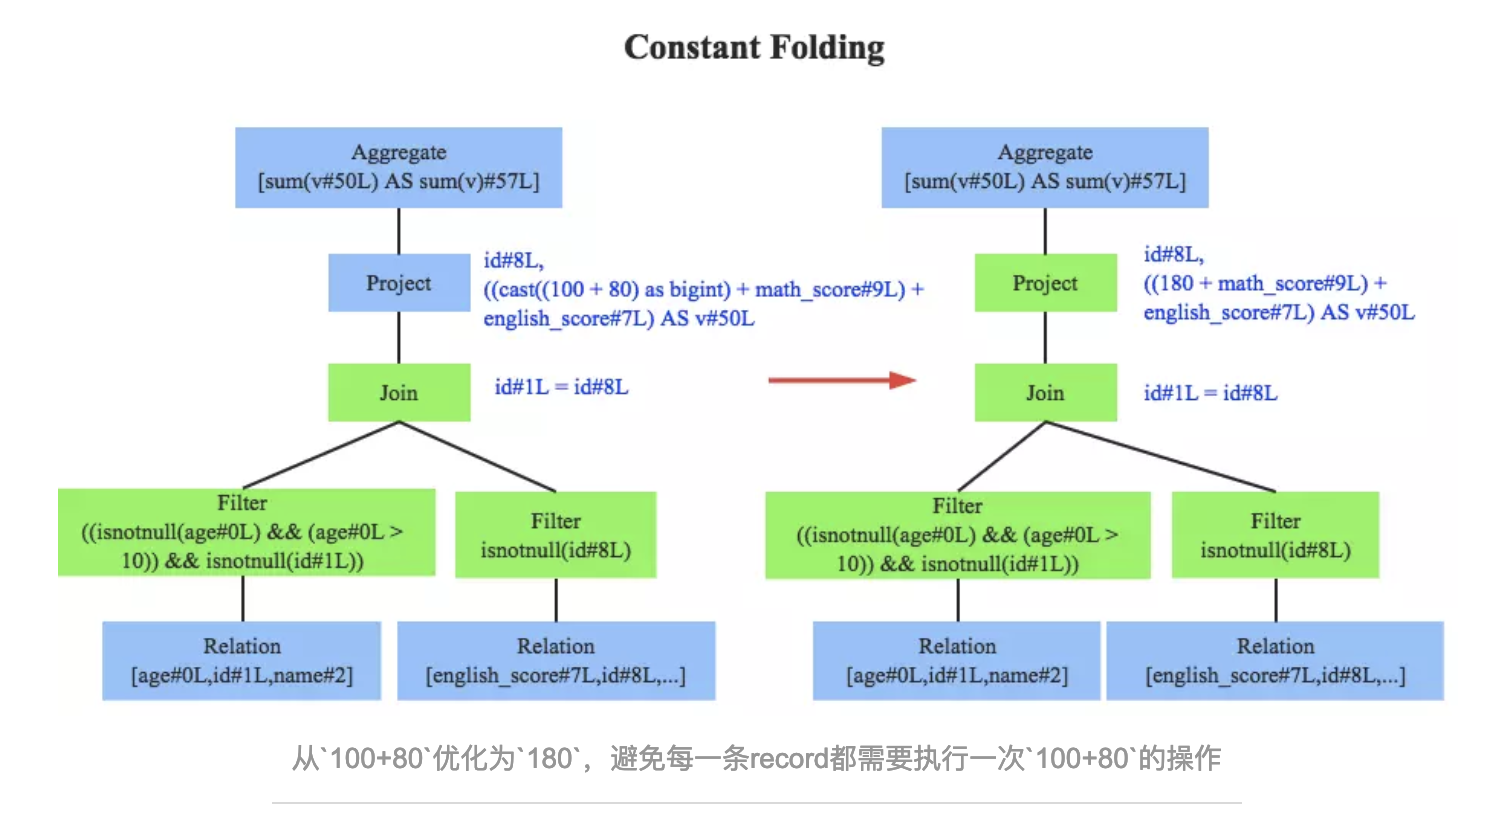 Constant Folding
Aggregate
[sum(v#50L) AS sum(v)#57L]
Project
id#8L,
((cast((100 + 80) as bigint) + math_score#9L) +
english_score#7L) AS v#50L
Join
id#1L = id#8L
Filter
((isnotnull(age#0L) && (age#0L >
10)) && isnotnull(id#1L))
Filter
isnotnull(id#8L)
Relation
[age#0L,id#1L,name#2]
Relation
[english_score#7L,id#8L,...]
Aggregate
[sum(v#50L) AS sum(v)#57L]
Project
id#8L,
((180 + math_score#9L) +
english_score#7L) AS v#50L
Join
id#1L = id#8L
Filter
((isnotnull(age#0L) && (age#0L >
10)) && isnotnull(id#1L))
Filter
isnotnull(id#8L)
Relation
[age#0L,id#1L,name#2]
Relation
[english_score#7L,id#8L,...]
从`100+80`优化为`180`，避免每一条record都需要执行一次`100+80`的操作